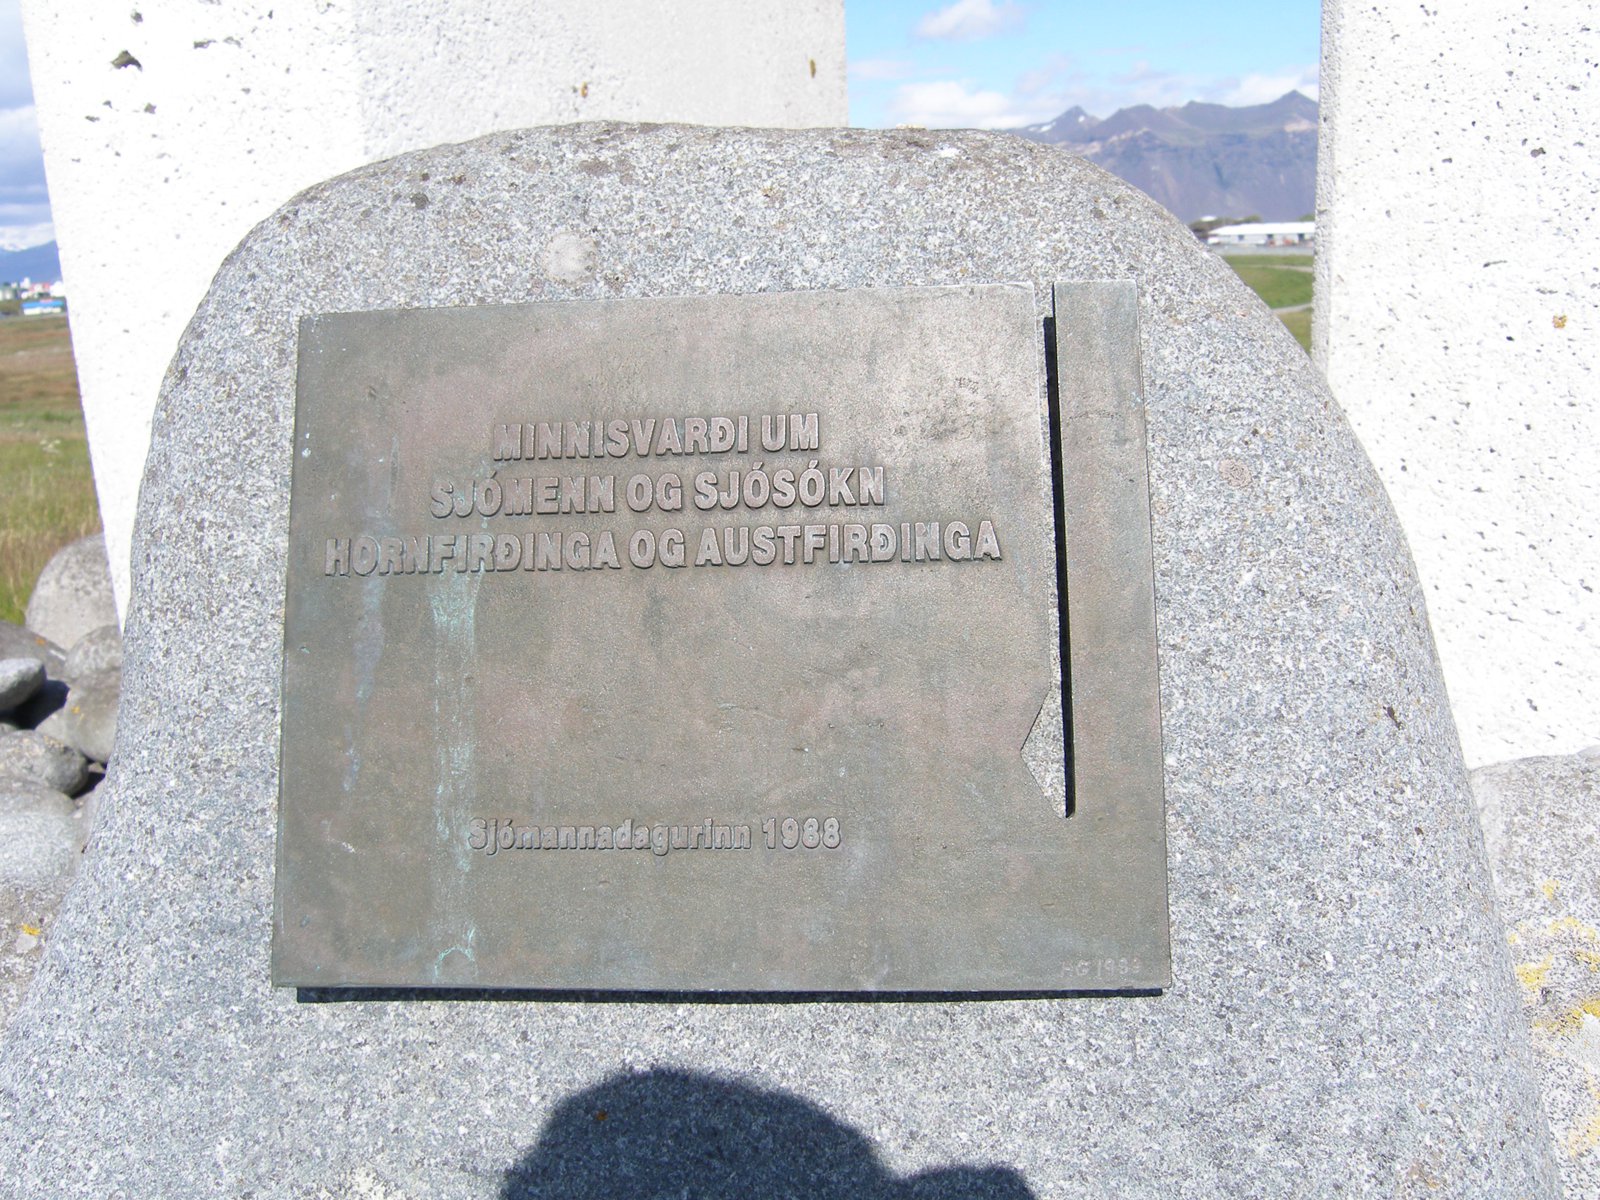 MINNISVARÐI UM
SJÓMENN OG SJÓSÓKN
HORNFIRÐINGA OG AUSTFIRÐINGA
Sjómannadagurinn 1988